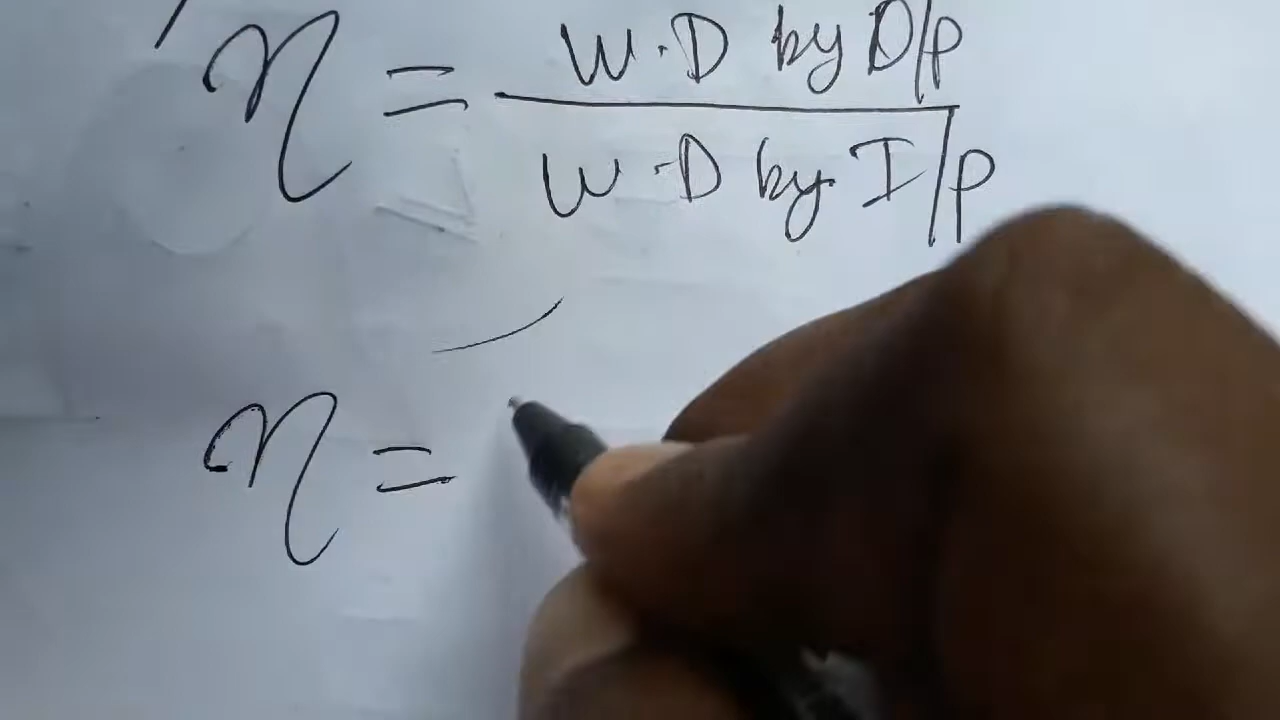 η = W.D by O/p
W.D by I/p
η =